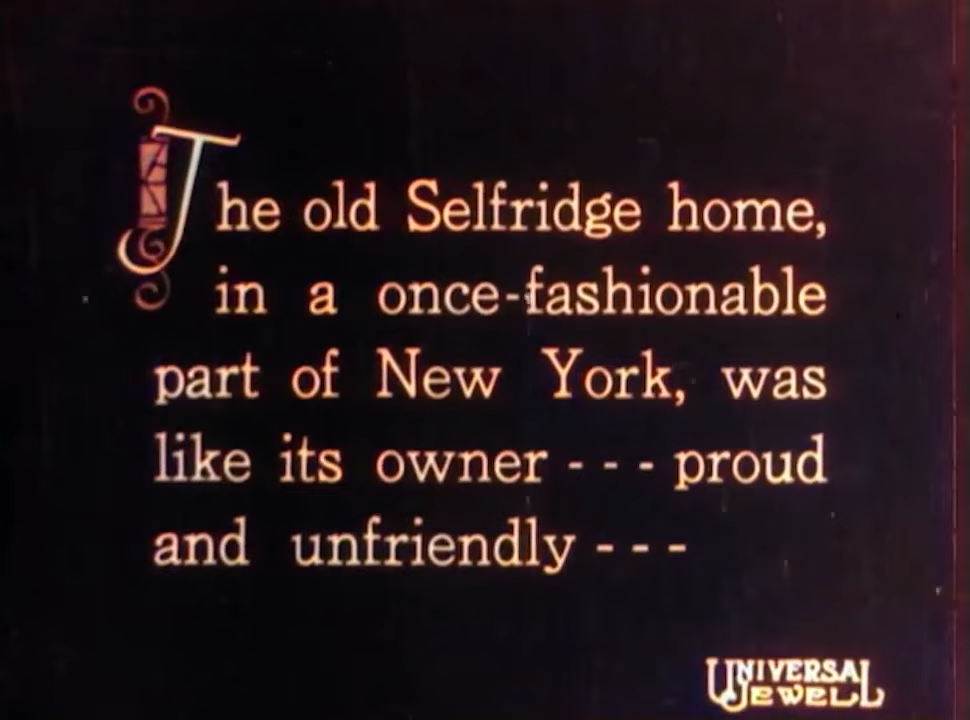 The old Selfridge home,
in a once-fashionable
part of New York, was
like its owner - - - proud
and unfriendly - - -
UNIVERSAL
JEWELL